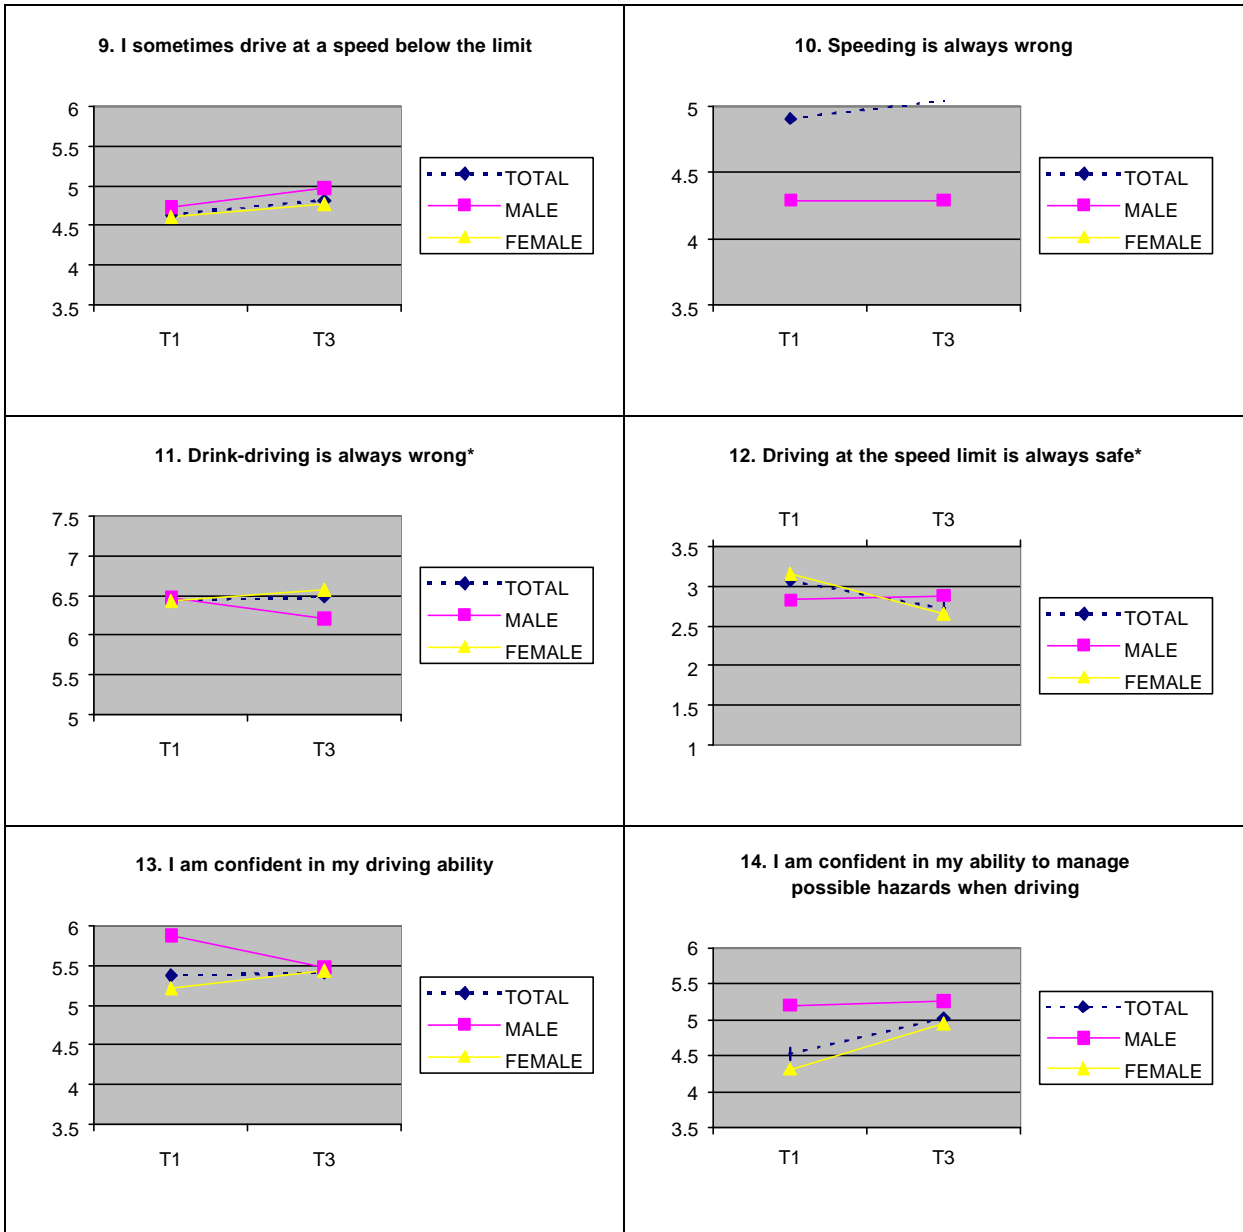 9. I sometimes drive at a speed below the limit
6
5.5
5
4.5
4
3.5
T1 T3
TOTAL
MALE
FEMALE
10. Speeding is always wrong
5
4.5
4
3.5
T1 T3
TOTAL
MALE
FEMALE
11. Drink-driving is always wrong*
7.5
7
6.5
6
5.5
5
T1 T3
TOTAL
MALE
FEMALE
12. Driving at the speed limit is always safe*
T1 T3
3.5
3
2.5
2
1.5
1
TOTAL
MALE
FEMALE
13. I am confident in my driving ability
6
5.5
5
4.5
4
3.5
T1 T3
TOTAL
MALE
FEMALE
14. I am confident in my ability to manage
possible hazards when driving
6
5.5
5
4.5
4
3.5
T1 T3
TOTAL
MALE
FEMALE